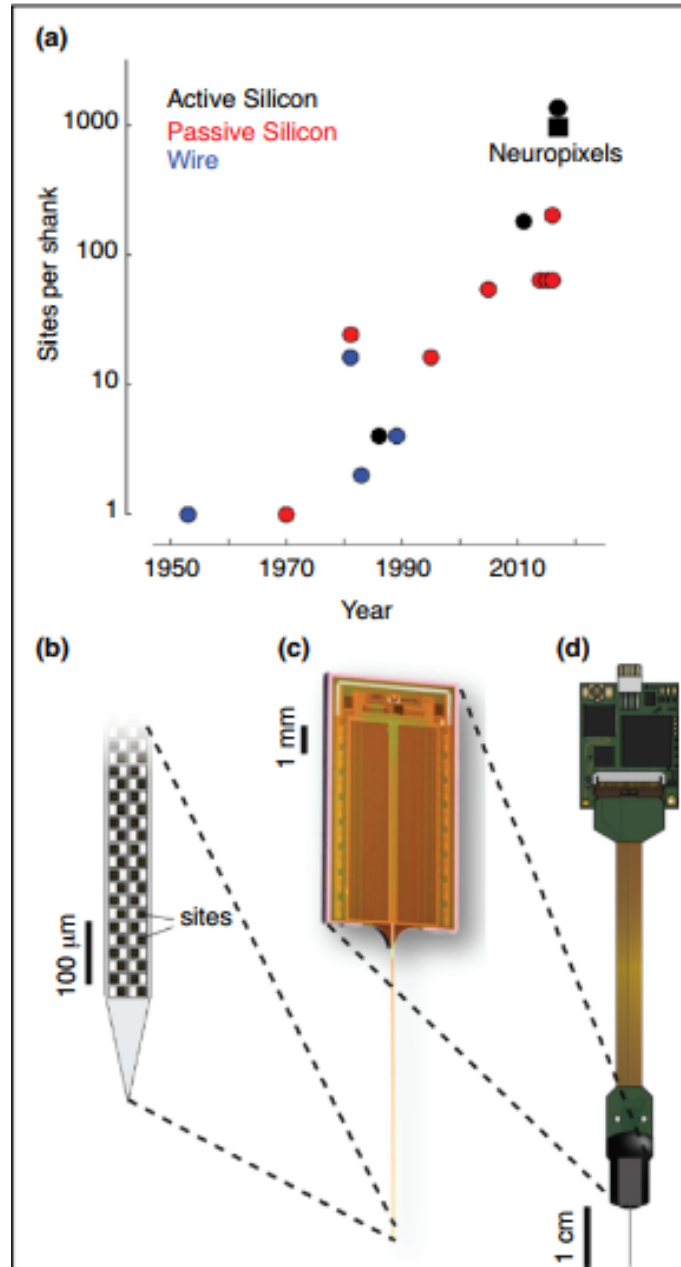 (a)
Active Silicon
Passive Silicon
Wire
Neuropixels
Sites per shank
1000
100
10
1
1950 1970 1990 2010
Year
(b)
(c)
(d)
1 mm
sites
100 μm
1 cm